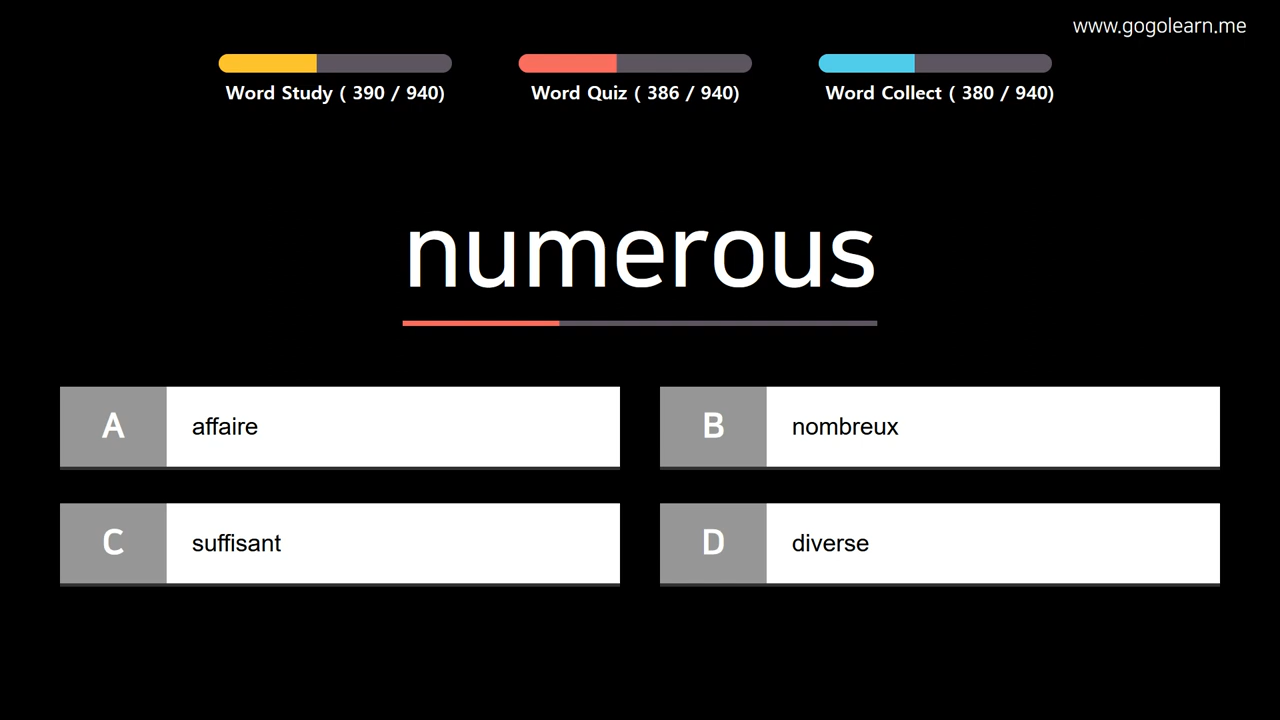 www.gogolearn.me
Word Study ( 390 / 940)
Word Quiz ( 386 / 940)
Word Collect ( 380 / 940)
numerous
A affaire
B nombreux
C suffisant
D diverse